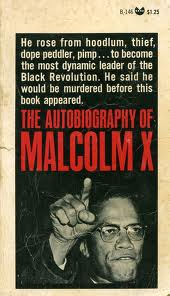 B-146 $1.25
He rose from hoodlum, thief,
dope peddler, pimp...to become
the most dynamic leader of the
Black Revolution. He said he
would be murdered before this
book appeared.
THE AUTOBIOGRAPHY OF
MALCOLM X